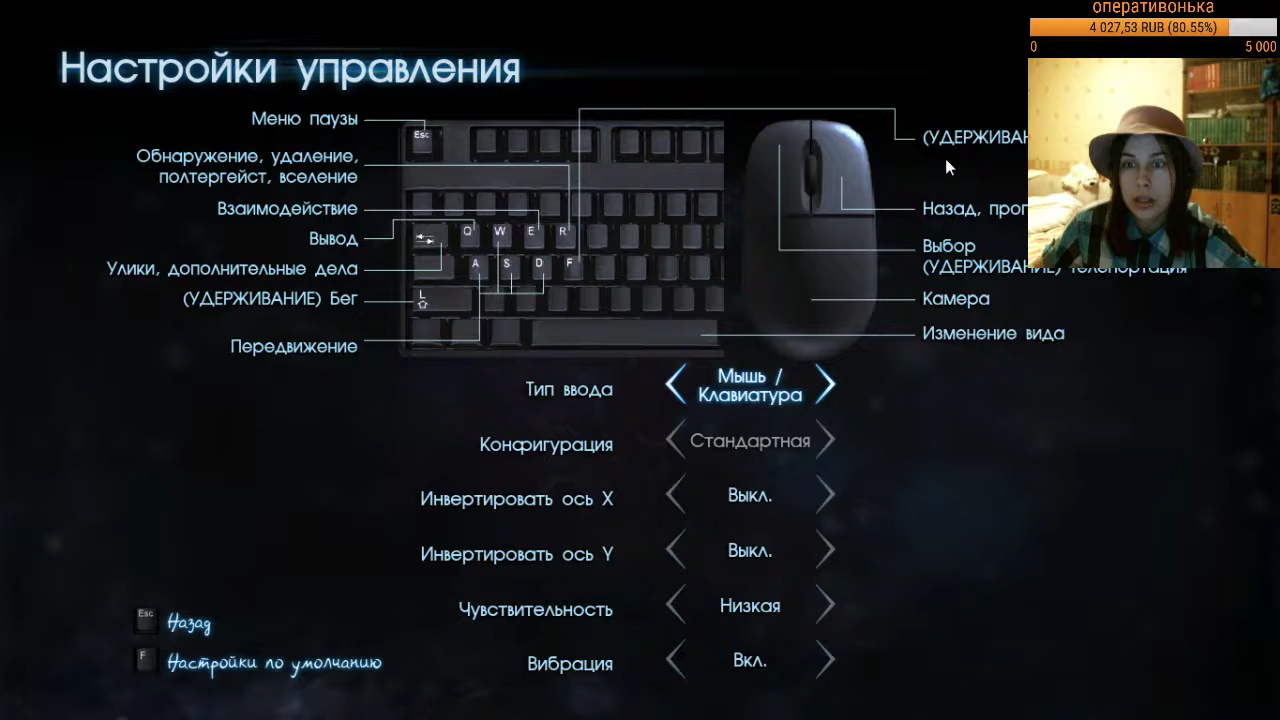 оперативонька
4 027,53 RUB (80.55%)
0
5 000
Настройки управления
Меню паузы
Esc
(УДЕРЖИВАН
Обнаружение, удаление,
полтергейст, вселение
Взаимодействие
Назад,
Q W E R
Вывод
Выбор
Улики, дополнительные дела
A S D F
(УДЕРЖИВАНИЕ) Телепортация
(УДЕРЖИВАНИЕ) Бег
L
Камера
Передвижение
Изменение вида
Тип ввода
Мышь /
Клавиатура
Конфигурация
Стандартная
Инвертировать ось X
Выкл.
Инвертировать ось Y
Выкл.
Чувствительность
Низкая
Esc
Назад
F
Настройки по умолчанию
Вибрация
Вкл.